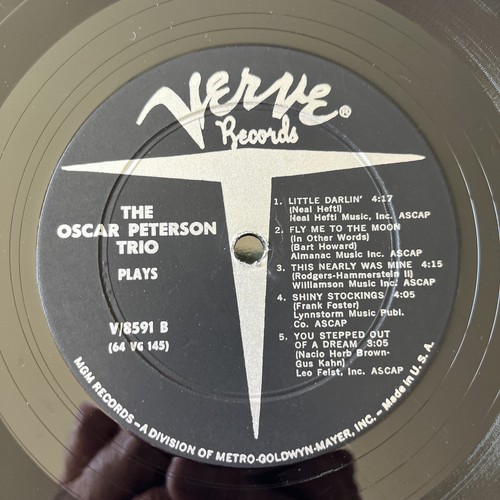 VERVE®
Records
THE
OSCAR PETERSON
TRIO
PLAYS
V/8591 B
(64 VG 145)
1. LITTLE DARLIN' 4:17
(Neal Hefti)
Neal Hefti Music, Inc. ASCAP
2. FLY ME TO THE MOON
(In Other Words)
(Bart Howard)
Almanac Music Inc. ASCAP
3. THIS NEARLY WAS MINE 4:15
(Rodgers-Hammerstein II)
Williamson Music Inc. ASCAP
4. SHINY STOCKINGS 4:05
(Frank Foster)
Lynnstorm Music Publ.
Co. ASCAP
5. YOU STEPPED OUT
OF A DREAM 3:05
(Nacio Herb Brown-
Gus Kahn)
Leo Feist, Inc. ASCAP
MGM RECORDS – A DIVISION OF METRO-GOLDWYN-MAYER, INC. – Made in U.S.A.